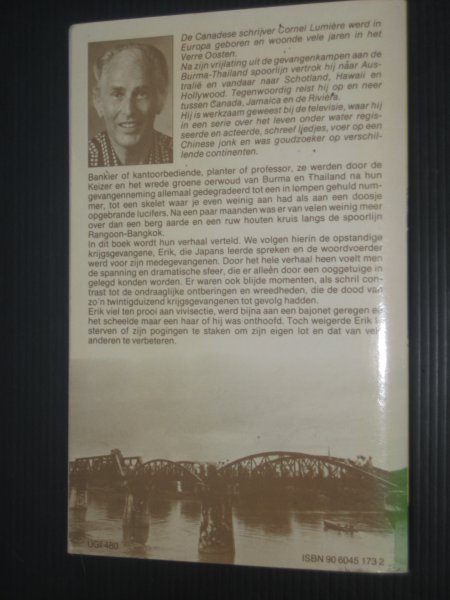 De Canadese schrijver Cornel Lumière werd in
Europa geboren en woonde vele jaren in het
Verre Oosten.
Na zijn vrijlating uit de gevangenkampen aan de
Burma-Thailand spoorlijn vertrok hij naar Aus-
tralië en vandaar naar Schotland, Hawaii en
Hollywood. Tegenwoordig reist hij op en neer
tussen Canada, Jamaica en de Rivièra.
Hij is werkzaam geweest bij de televisie, waar hij
in een serie over het leven onder water regis-
seerde en acteerde, schreef liedjes, voer op een
Chinese jonk en was goudzoeker op verschil-
lende continenten.
Bankier of kantoorbediende, planter of professor, ze werden door de
Keizer en het wrede groene oerwoud van Burma en Thailand na hun
gevangenneming allemaal gedegradeerd tot een in lompen gehuld num-
mer, tot een skelet waar je even weinig aan had als aan een doosje
opgebrande lucifers. Na een paar maanden was er van velen weinig meer
over dan een berg aarde en een ruw houten kruis langs de spoorlijn
Rangoon-Bangkok.
In dit boek wordt hun verhaal verteld. We volgen hierin de opstandige
krijgsgevangene, Erik, die Japans leerde spreken en de woordvoerder
werd voor zijn medegevangenen. Door het hele verhaal heen voelt men
de spanning en dramatische sfeer, die er alleen door een ooggetuige in
gelegd konden worden. Er waren ook blijde momenten, als schril con-
trast tot de ondraaglijke ontberingen en wreedheden, die de dood van
zo'n twintigduizend krijgsgevangenen tot gevolg hadden.
Erik viel ten prooi aan vivisectie, werd bijna aan een bajonet geregen en
het scheelde maar een haar of hij was onthoofd. Toch weigerde Erik te
sterven of zijn pogingen te staken om zijn eigen lot en dat van vele
anderen te verbeteren.
UGI 480
ISBN 90 6045 173 2